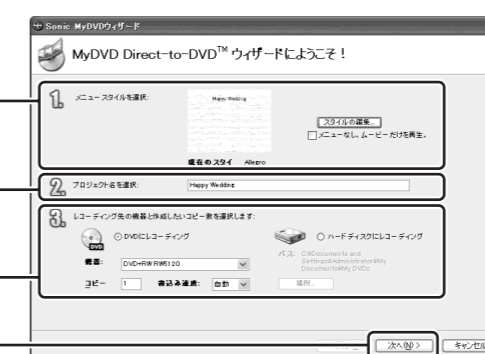 Sonic MyDVDウィザード
MyDVD Direct-to-DVD™ ウィザードにようこそ!
1. メニュー スタイルを選択:
Happy Wedding
スタイルの編集...
メニューなし。ムービーだけを再生。
現在のスタイ Allegro
2. プロジェクト名を選択: Happy Wedding
3. レコーディング先の機器と作成したいコピー数を選択します:
DVD
DVDにレコーディング
ハードディスクにレコーディング
機器: DVD+RW RW5120
パス: C:¥Documents and
Settings¥Administrator¥My
Documents¥My DVDs
コピー 1 書込み速度: 自動
場所...
次へ(N) > キャンセル